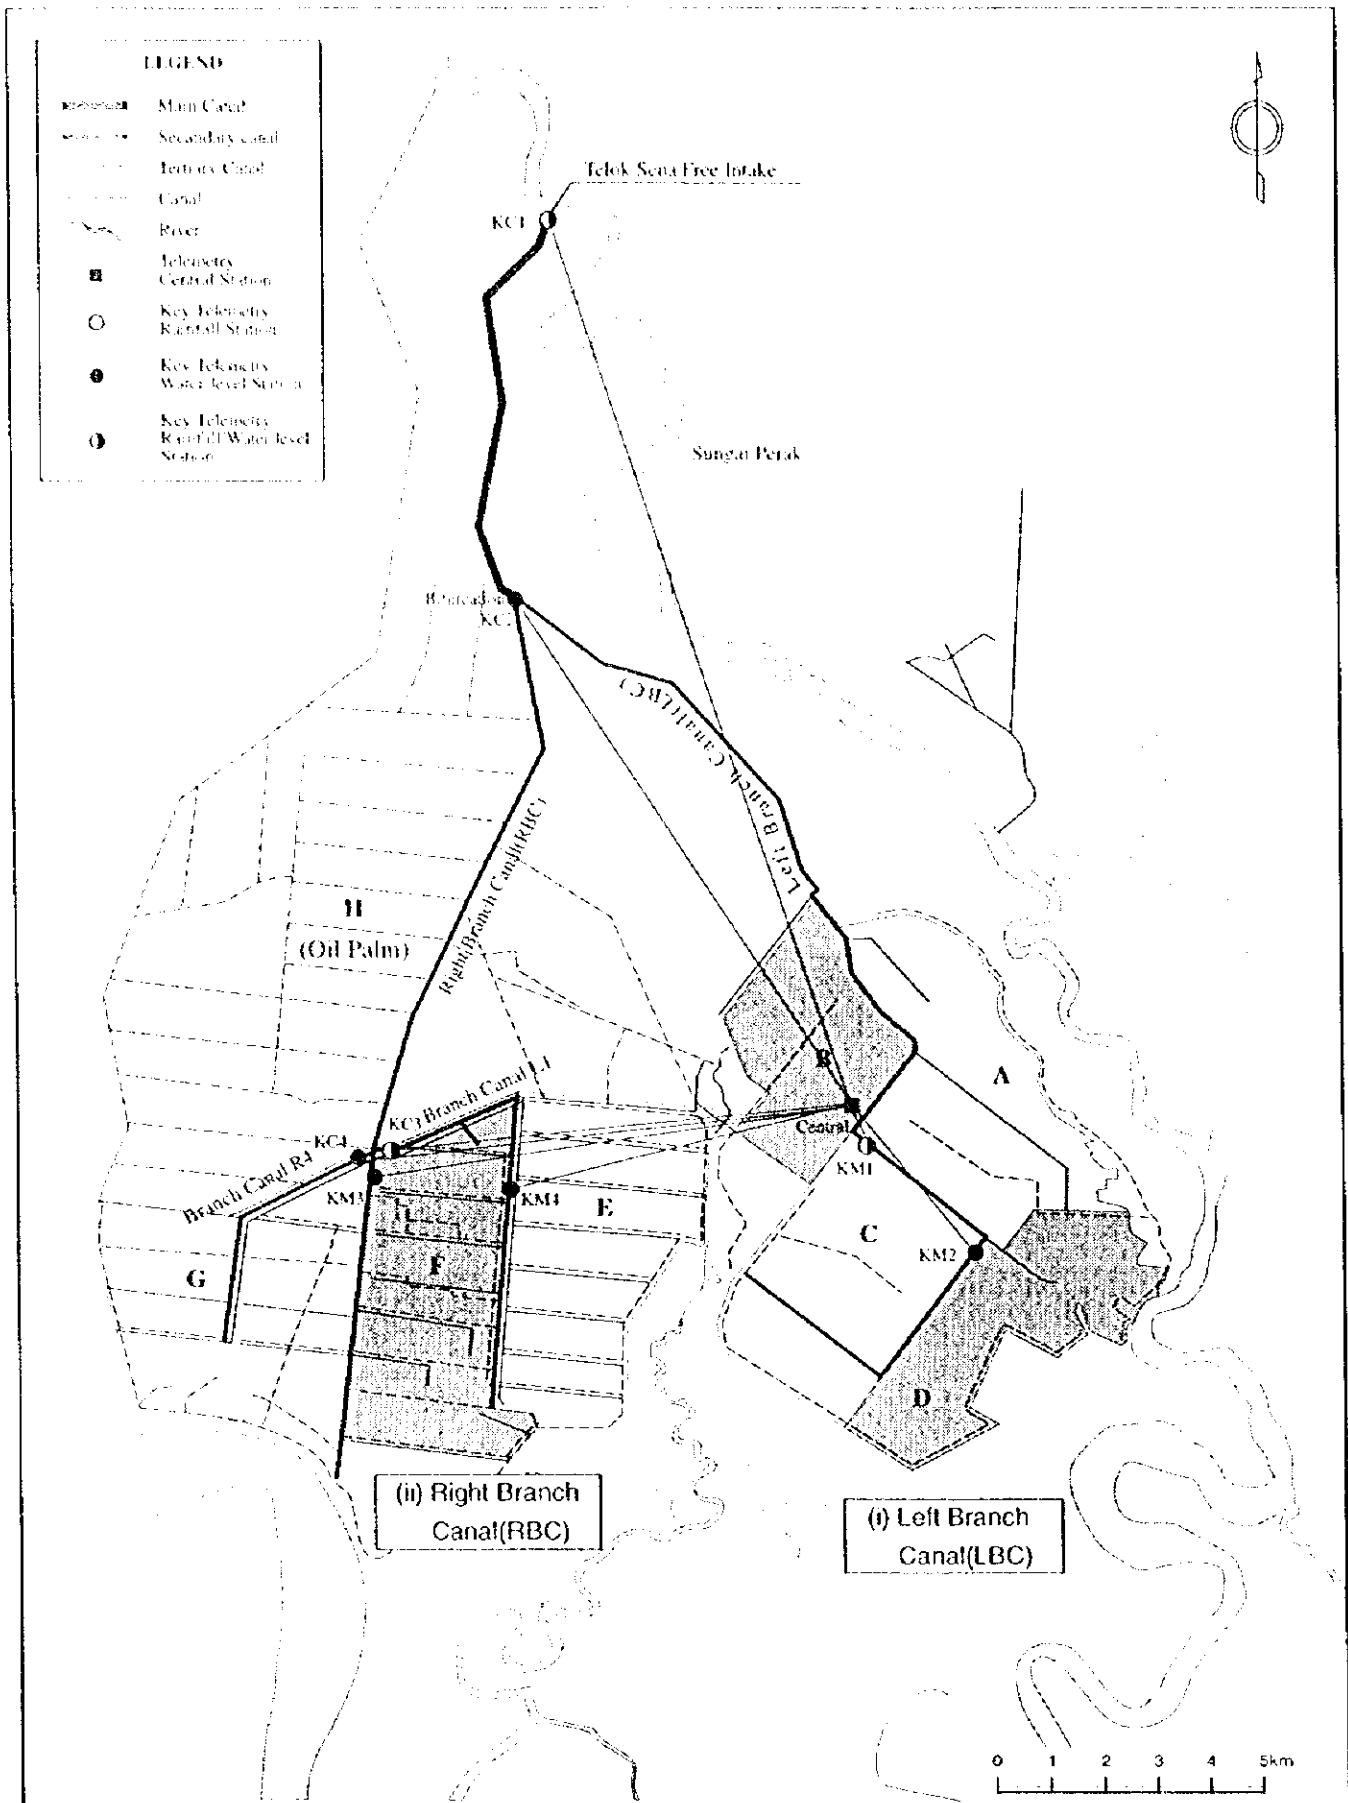 LEGEND
Main Canal
Secondary canal
Tertiary Canal
Canal
River
Telemetry
Central Station
Key Telemetry
Rainfall Station
Key Telemetry
Water level Station
Key Telemetry
Rainfall Water level
Station
Telok Sena Free Intake
KC1
Sungai Perak
KC
Left Branch Canal(LBC)
Right Branch Canal(RBC)
H
(Oil Palm)
B
A
Central
KM1
KC3
Branch Canal L1
KC4
Branch Canal R4
KM3
KM4
E
C
KM2
G
F
D
(ii) Right Branch
Canal(RBC)
(i) Left Branch
Canal(LBC)
0 1 2 3 4 5km